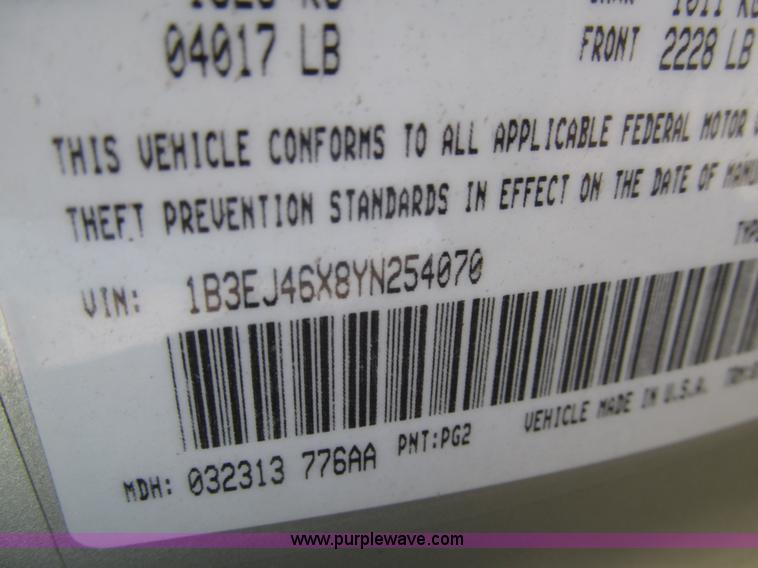 04017 LB
FRONT 2228 LB
THIS VEHICLE CONFORMS TO ALL APPLICABLE FEDERAL MOTOR
THEFT PREVENTION STANDARDS IN EFFECT ON THE DATE OF
VIN: 1B3EJ46X8YN254070
VEHICLE MADE IN U.S.A.
MDH: 032313 776AA PNT:PG2
www.purplewave.com